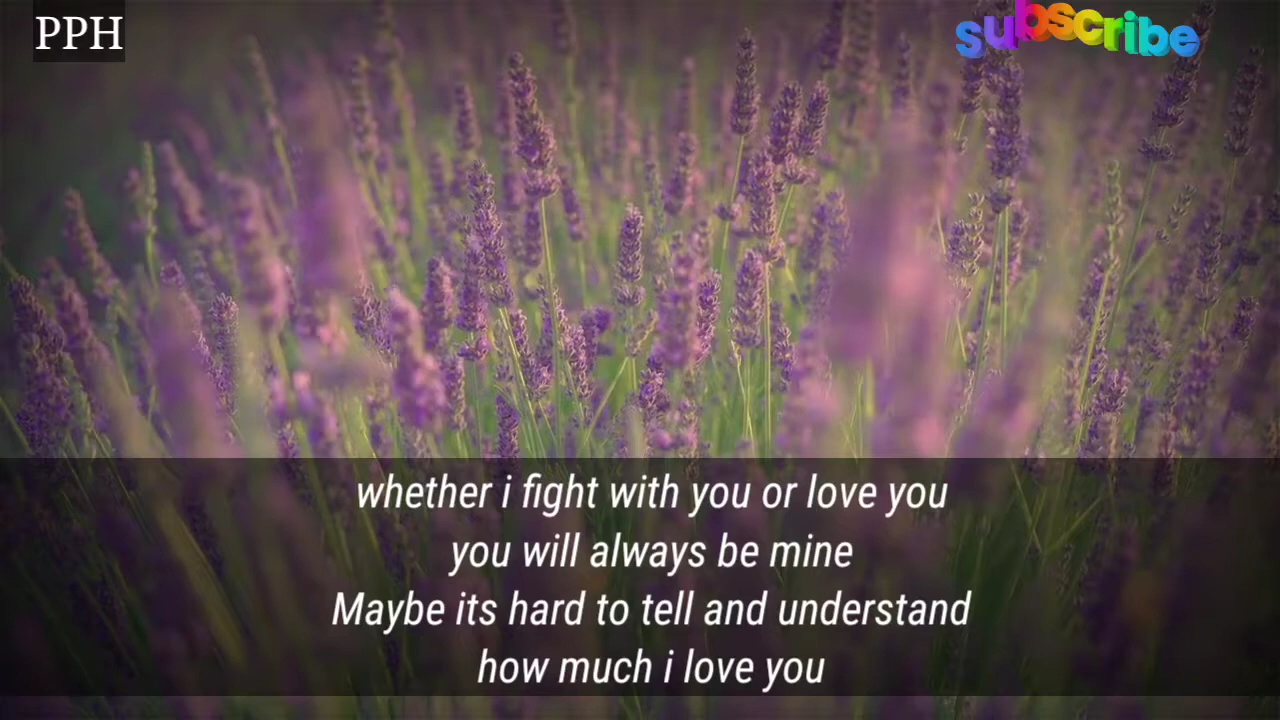 PPH
subscribe
whether i fight with you or love you
you will always be mine
Maybe its hard to tell and understand
how much i love you